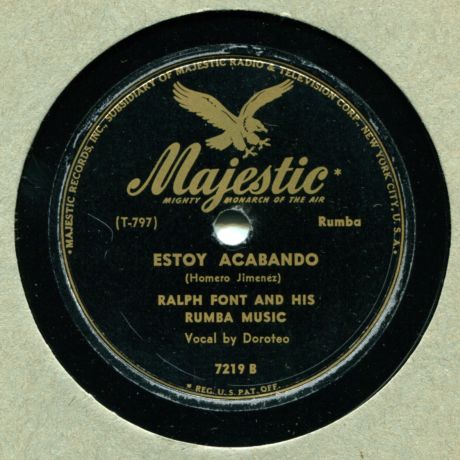 * MAJESTIC RECORDS, INC., SUBSIDIARY OF MAJESTIC RADIO & TELEVISION CORP. NEW YORK CITY, U. S. A. *
Majestic*
MIGHTY MONARCH OF THE AIR
(T-797) Rumba
ESTOY ACABANDO
(Homero Jimenéz)
RALPH FONT AND HIS
RUMBA MUSIC
Vocal by Doroteo
7219 B
* REG. U. S. PAT. OFF.